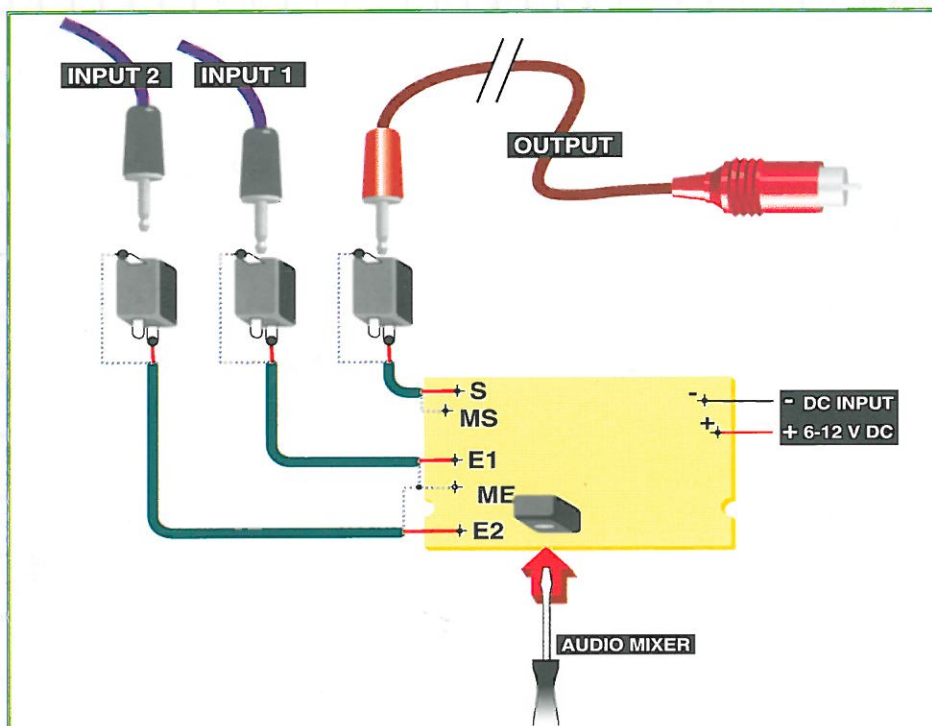 INPUT 2
INPUT 1
OUTPUT
S
MS
E1
ME
E2
-
+
- DC INPUT
+ 6-12 V DC
AUDIO MIXER